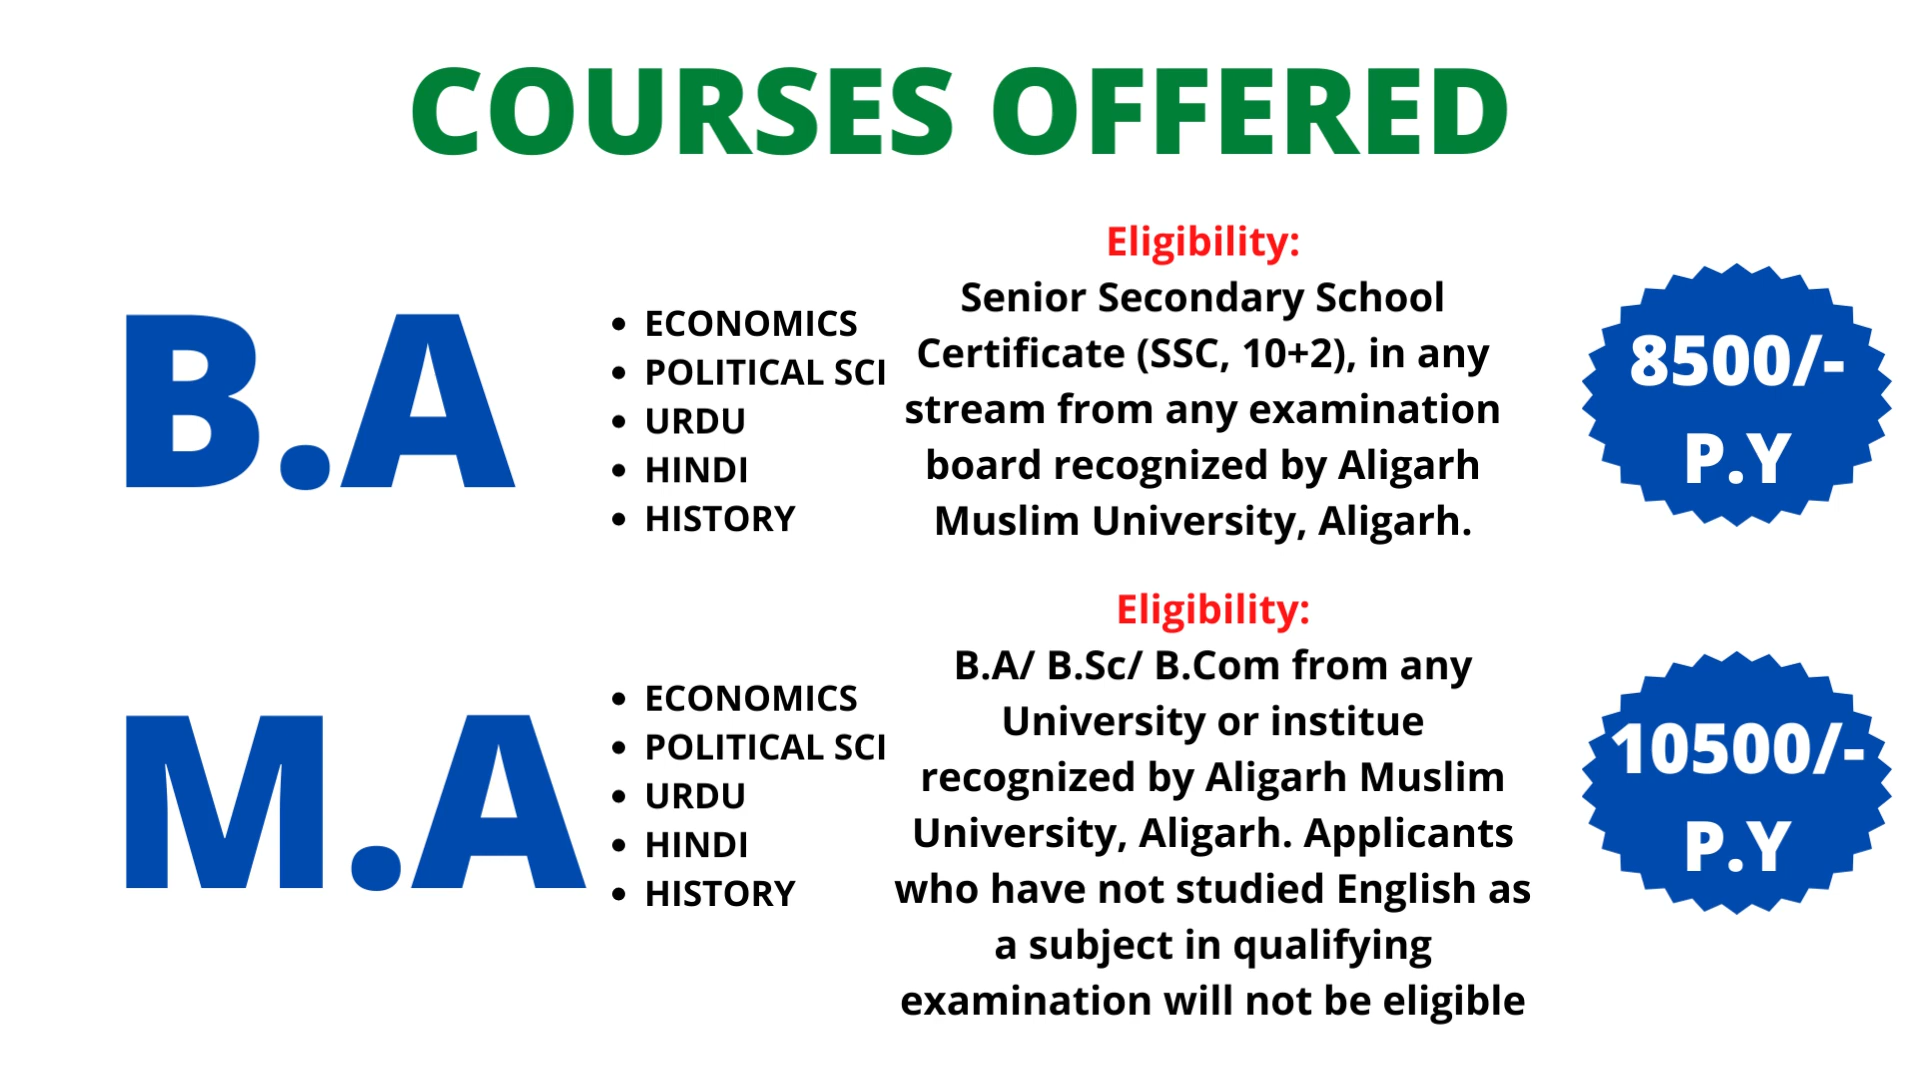 COURSES OFFERED
B.A
ECONOMICS
POLITICAL SCI
URDU
HINDI
HISTORY
Eligibility:
Senior Secondary School
Certificate (SSC, 10+2), in any
stream from any examination
board recognized by Aligarh
Muslim University, Aligarh.
8500/-
P.Y
M.A
ECONOMICS
POLITICAL SCI
URDU
HINDI
HISTORY
Eligibility:
B.A/ B.Sc/ B.Com from any
University or institue
recognized by Aligarh Muslim
University, Aligarh. Applicants
who have not studied English as
a subject in qualifying
examination will not be eligible
10500/-
P.Y